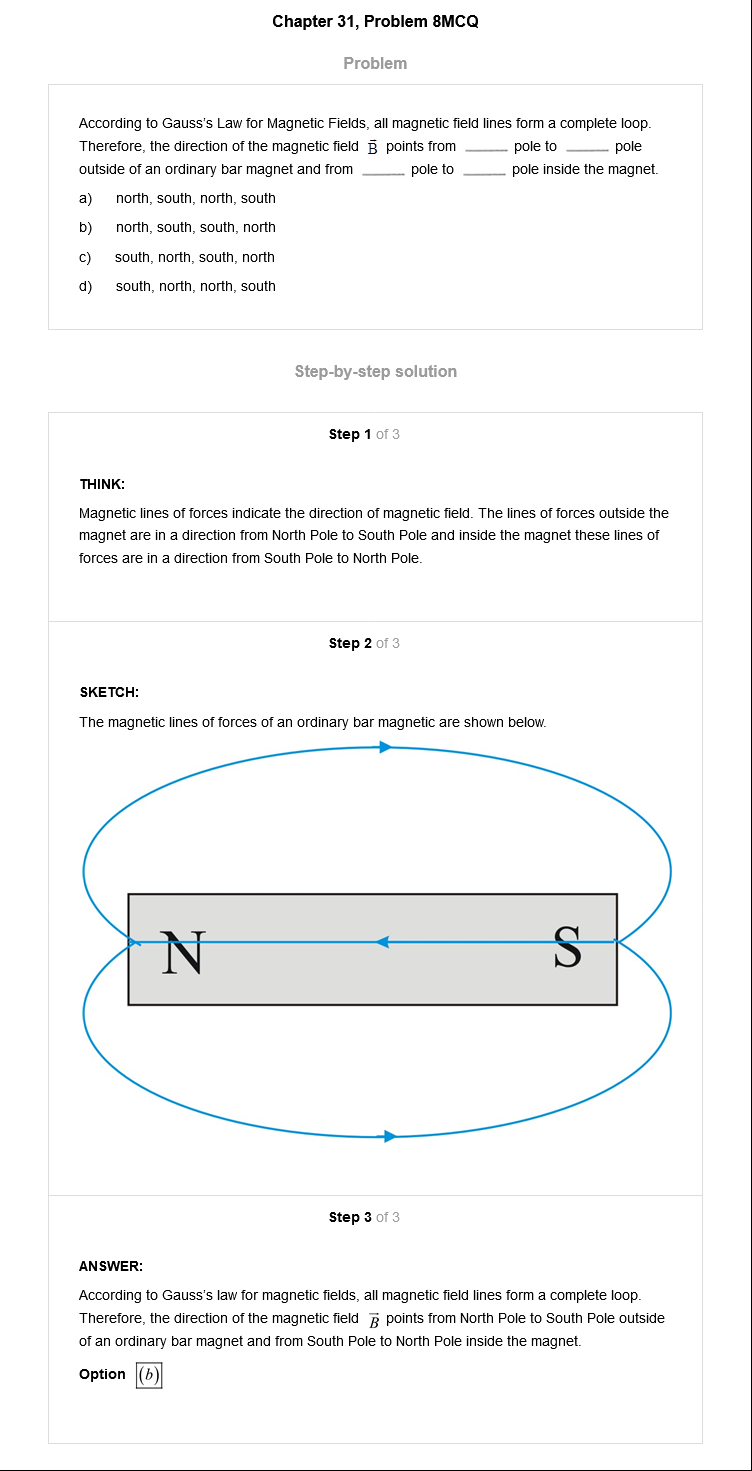 Chapter 31, Problem 8MCQ
Problem
According to Gauss's Law for Magnetic Fields, all magnetic field lines form a complete loop.
Therefore, the direction of the magnetic field B⃗ points from _____ pole to _____ pole
outside of an ordinary bar magnet and from _____ pole to _____ pole inside the magnet.
a) north, south, north, south
b) north, south, south, north
c) south, north, south, north
d) south, north, north, south
Step-by-step solution
Step 1 of 3
THINK:
Magnetic lines of forces indicate the direction of magnetic field. The lines of forces outside the
magnet are in a direction from North Pole to South Pole and inside the magnet these lines of
forces are in a direction from South Pole to North Pole.
Step 2 of 3
SKETCH:
The magnetic lines of forces of an ordinary bar magnetic are shown below.
N S
Step 3 of 3
ANSWER:
According to Gauss's law for magnetic fields, all magnetic field lines form a complete loop.
Therefore, the direction of the magnetic field B⃗ points from North Pole to South Pole outside
of an ordinary bar magnet and from South Pole to North Pole inside the magnet.
Option (b)